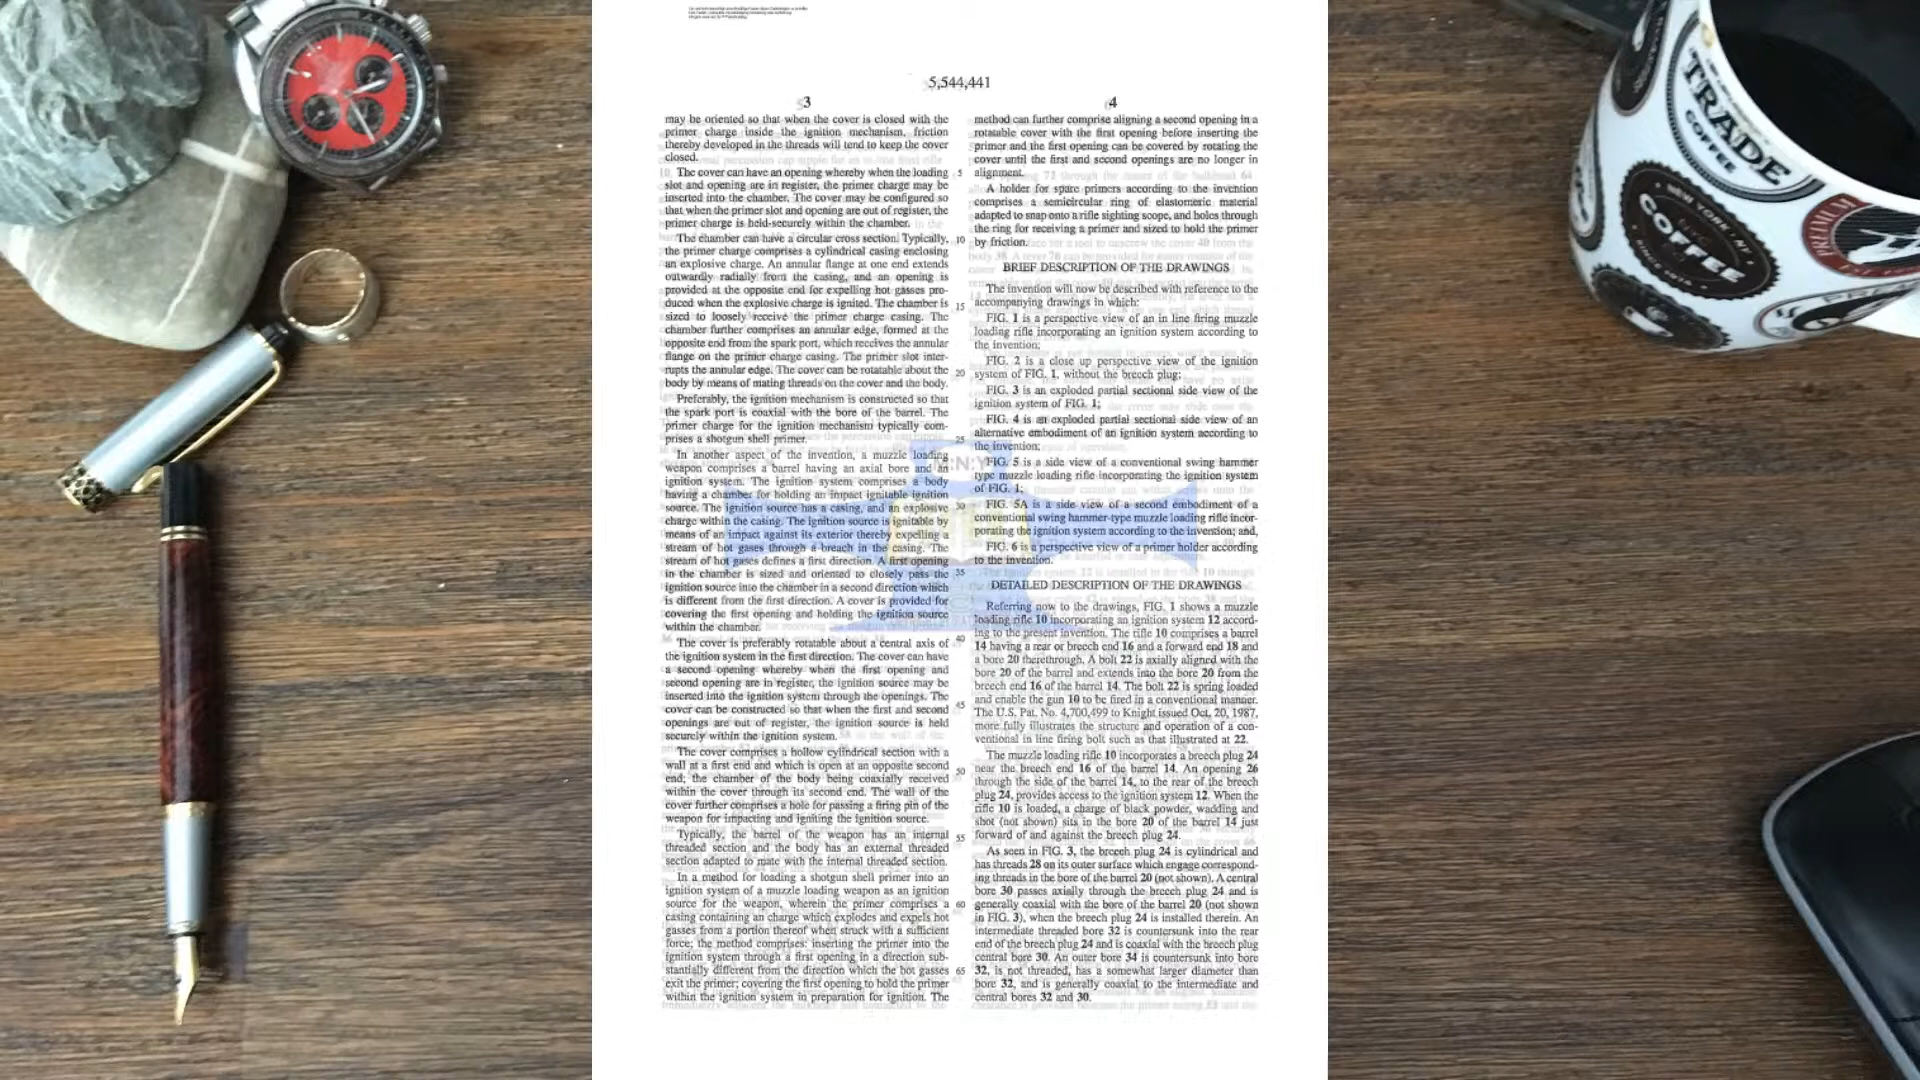 5,544,441
3
may be oriented so that when the cover is closed with the
primer charge inside the ignition mechanism, friction
thereby developed in the threads will tend to keep the cover
closed.
The cover can have an opening whereby when the loading
slot and opening are in register, the primer charge may be
inserted into the chamber. The cover may be configured so
that when the primer slot and opening are out of register, the
primer charge is held-securely within the chamber.
The chamber can have a circular cross section. Typically,
the primer charge comprises a cylindrical casing enclosing
an explosive charge. An annular flange at one end extends
outwardly radially from the casing, and an opening is
provided at the opposite end for expelling hot gasses pro-
duced when the explosive charge is ignited. The chamber is
sized to loosely receive the primer charge casing. The
chamber further comprises an annular edge, formed at the
opposite end from the spark port, which receives the annular
flange on the primer charge casing. The primer slot inter-
rupts the annular edge. The cover can be rotatable about the
body by means of mating threads on the cover and the body.
Preferably, the ignition mechanism is constructed so that
the spark port is coaxial with the bore of the barrel. The
primer charge for the ignition mechanism typically com-
prises a shotgun shell primer.
In another aspect of the invention, a muzzle loading
weapon comprises a barrel having an axial bore and an
ignition system. The ignition system comprises a body
having a chamber for holding an impact ignitable ignition
source. The ignition source has a casing, and an explosive
charge within the casing. The ignition source is ignitable by
means of an impact against its exterior thereby expelling a
stream of hot gases through a breach in the casing. The
stream of hot gases defines a first direction. A first opening
in the chamber is sized and oriented to closely pass the
ignition source into the chamber in a second direction which
is different from the first direction. A cover is provided for
covering the first opening and holding the ignition source
within the chamber.
The cover is preferably rotatable about a central axis of
the ignition system in the first direction. The cover can have
a second opening whereby when the first opening and
second opening are in register, the ignition source may be
inserted into the ignition system through the openings. The
cover can be constructed so that when the first and second
openings are out of register, the ignition source is held
securely within the ignition system.
The cover comprises a hollow cylindrical section with a
wall at a first end and which is open at an opposite second
end; the chamber of the body being coaxially received
within the cover through its second end. The wall of the
cover further comprises a hole for passing a firing pin of the
weapon for impacting and igniting the ignition source.
Typically, the barrel of the weapon has an internal
threaded section and the body has an external threaded
section adapted to mate with the internal threaded section.
In a method for loading a shotgun shell primer into an
ignition system of a muzzle loading weapon as an ignition
source for the weapon, wherein the primer comprises a
casing containing an charge which explodes and expels hot
gasses from a portion thereof when struck with a sufficient
force; the method comprises: inserting the primer into the
ignition system through a first opening in a direction sub-
stantially different from the direction which the hot gasses
exit the primer; covering the first opening to hold the primer
within the ignition system in preparation for ignition. The
5
10
15
20
25
30
35
40
45
50
55
60
65
4
method can further comprise aligning a second opening in a
rotatable cover with the first opening before inserting the
primer and the first opening can be covered by rotating the
cover until the first and second openings are no longer in
alignment.
A holder for spare primers according to the invention
comprises a semicircular ring of elastomeric material
adapted to snap onto a rifle sighting scope, and holes through
the ring for receiving a primer and sized to hold the primer
by friction.
BRIEF DESCRIPTION OF THE DRAWINGS
The invention will now be described with reference to the
accompanying drawings in which:
FIG. 1 is a perspective view of an in line firing muzzle
loading rifle incorporating an ignition system according to
the invention;
FIG. 2 is a close up perspective view of the ignition
system of FIG. 1, without the breech plug;
FIG. 3 is an exploded partial sectional side view of the
ignition system of FIG. 1;
FIG. 4 is an exploded partial sectional side view of an
alternative embodiment of an ignition system according to
the invention;
FIG. 5 is a side view of a conventional swing hammer
type muzzle loading rifle incorporating the ignition system
of FIG. 1;
FIG. 5A is a side view of a second embodiment of a
conventional swing hammer-type muzzle loading rifle incor-
porating the ignition system according to the invention; and,
FIG. 6 is a perspective view of a primer holder according
to the invention.
DETAILED DESCRIPTION OF THE DRAWINGS
Referring now to the drawings, FIG. 1 shows a muzzle
loading rifle 10 incorporating an ignition system 12 accord-
ing to the present invention. The rifle 10 comprises a barrel
14 having a rear or breech end 16 and a forward end 18 and
a bore 20 therethrough. A bolt 22 is axially aligned with the
bore 20 of the barrel and extends into the bore 20 from the
breech end 16 of the barrel 14. The bolt 22 is spring loaded
and enable the gun 10 to be fired in a conventional manner.
The U.S. Pat. No. 4,700,499 to Knight issued Oct. 20, 1987,
more fully illustrates the structure and operation of a con-
ventional in line firing bolt such as that illustrated at 22.
The muzzle loading rifle 10 incorporates a breech plug 24
near the breech end 16 of the barrel 14. An opening 26
through the side of the barrel 14, to the rear of the breech
plug 24, provides access to the ignition system 12. When the
rifle 10 is loaded, a charge of black powder, wadding and
shot (not shown) sits in the bore 20 of the barrel 14 just
forward of and against the breech plug 24.
As seen in FIG. 3, the breech plug 24 is cylindrical and
has threads 28 on its outer surface which engage correspond-
ing threads in the bore of the barrel 20 (not shown). A central
bore 30 passes axially through the breech plug 24 and is
generally coaxial with the bore of the barrel 20 (not shown
in FIG. 3), when the breech plug 24 is installed therein. An
intermediate threaded bore 32 is countersunk into the rear
end of the breech plug 24 and is coaxial with the breech plug
central bore 30. An outer bore 34 is countersunk into bore
32, is not threaded, has a somewhat larger diameter than
bore 32, and is generally coaxial to the intermediate and
central bores 32 and 30.
TRADE
COFFEE
NEW YORK, NY
COFFEE
PREMIUM